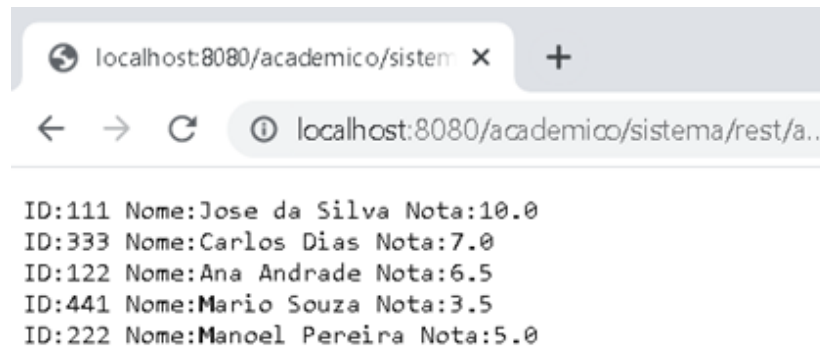 localhost:8080/academico/sistem
localhost:8080/academico/sistema/rest/a...
ID:111 Nome:Jose da Silva Nota:10.0
ID:333 Nome:Carlos Dias Nota:7.0
ID:122 Nome:Ana Andrade Nota:6.5
ID:441 Nome:Mario Souza Nota:3.5
ID:222 Nome:Manoel Pereira Nota:5.0